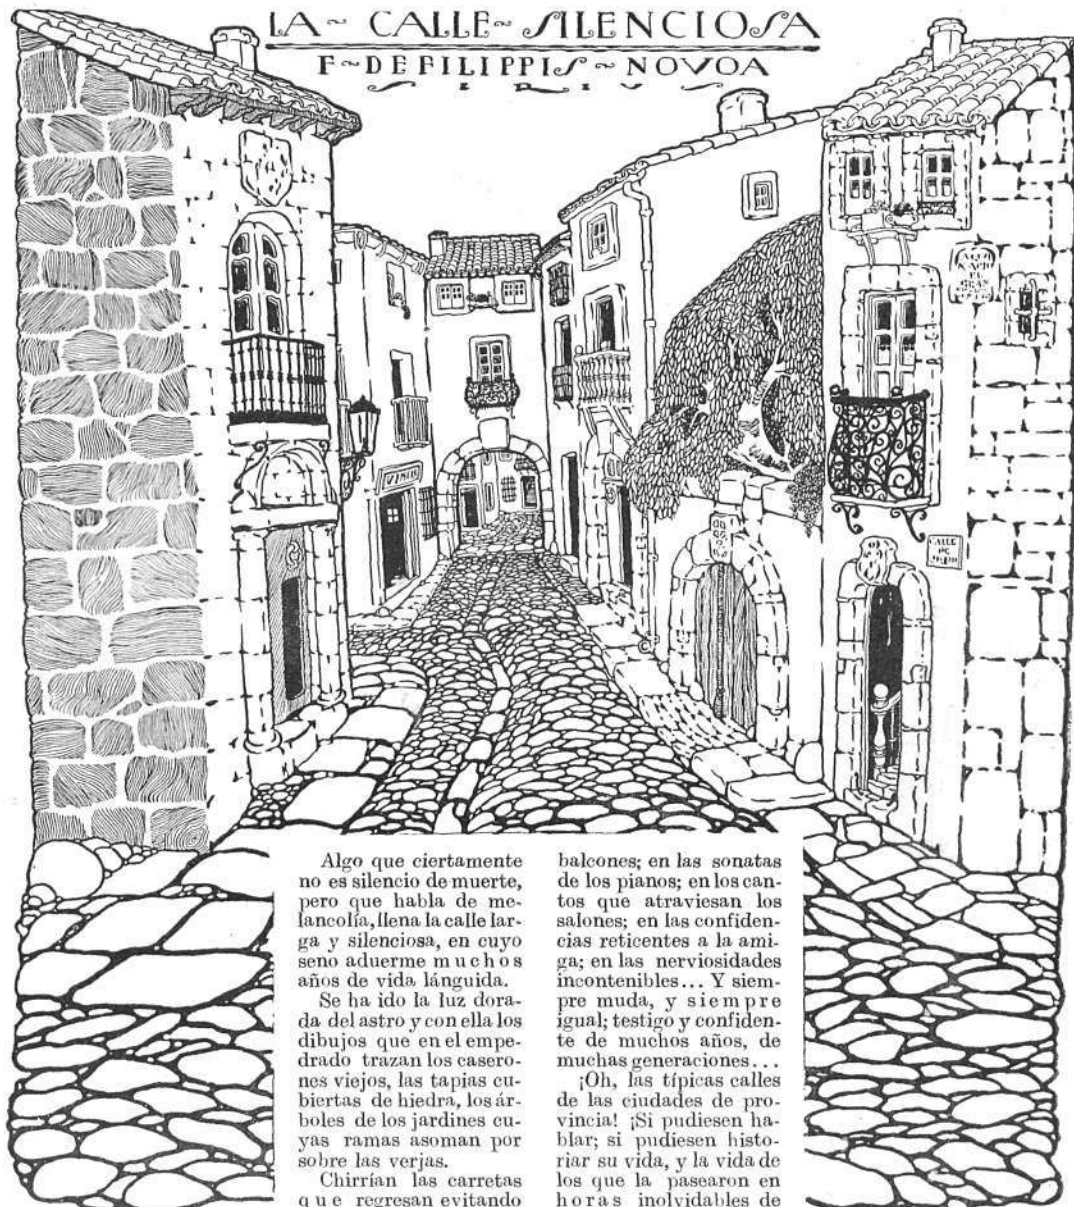 LA ~ CALLE ~ SILENCIOSA
F ~ DEFILIPPIS ~ NOVOA
SIRIUS
AQUI
NACIO
EL
GRAN
CALLE
DE
Algo que ciertamente
no es silencio de muerte,
pero que habla de me-
lancolía, llena la calle lar-
ga y silenciosa, en cuyo
seno aduerme muchos
años de vida lánguida.
Se ha ido la luz dora-
da del astro y con ella los
dibujos que en el empe-
drado trazan los casero-
nes viejos, las tapias cu-
biertas de hiedra, los ár-
boles de los jardines cu-
yas ramas asoman por
sobre las verjas.
Chirrían las carretas
que regresan evitando
balcones; en las sonatas
de los pianos; en los can-
tos que atraviesan los
salones; en las confiden-
cias reticentes a la ami-
ga; en las nerviosidades
incontenibles... Y siem-
pre muda, y siempre
igual; testigo y confiden-
te de muchos años, de
muchas generaciones...
¡Oh, las típicas calles
de las ciudades de pro-
vincia! ¡Si pudiesen ha-
blar; si pudiesen histo-
riar su vida, y la vida de
los que la pasearon en
horas inolvidables de